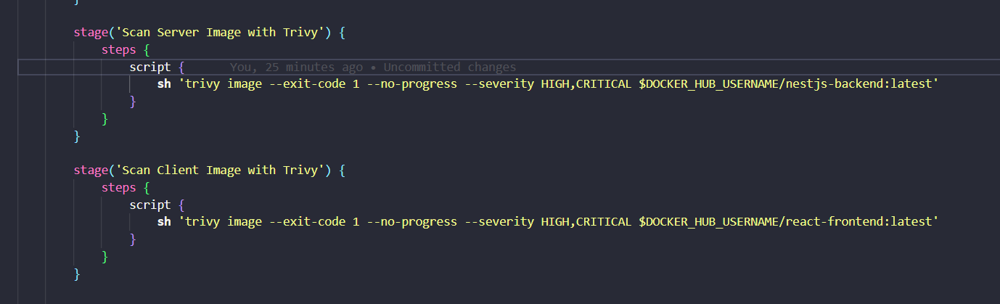 }
stage('Scan Server Image with Trivy') {
steps {
script { You, 25 minutes ago • Uncommitted changes
sh 'trivy image --exit-code 1 --no-progress --severity HIGH,CRITICAL $DOCKER_HUB_USERNAME/nestjs-backend:latest'
}
}
}
stage('Scan Client Image with Trivy') {
steps {
script {
sh 'trivy image --exit-code 1 --no-progress --severity HIGH,CRITICAL $DOCKER_HUB_USERNAME/react-frontend:latest'
}
}
}